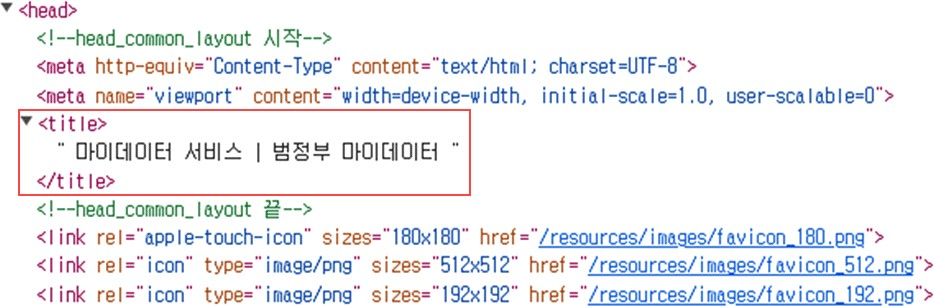 ▼ <head>
<!--head_common_layout 시작-->
<meta http-equiv="Content-Type" content="text/html; charset=UTF-8">
<meta name="viewport" content="width=device-width, initial-scale=1.0, user-scalable=0">
▼ <title>
" 마이데이터 서비스 | 범정부 마이데이터 "
</title>
<!--head_common_layout 끝-->
<link rel="apple-touch-icon" sizes="180x180" href="/resources/images/favicon_180.png">
<link rel="icon" type="image/png" sizes="512x512" href="/resources/images/favicon_512.png">
<link rel="icon" type="image/png" sizes="192x192" href="/resources/images/favicon_192.png">